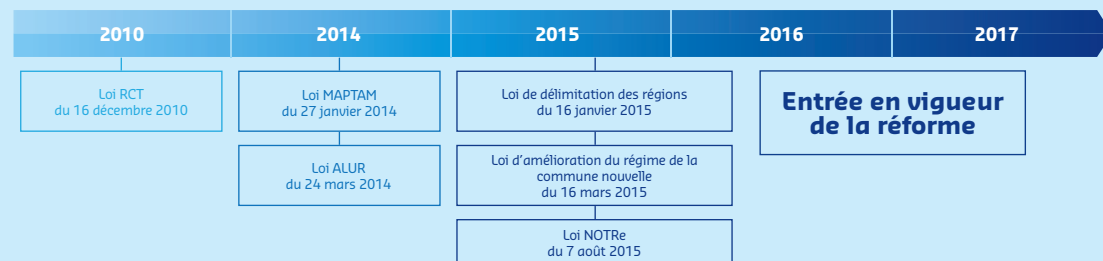 2010
2014
2015
2016
2017
Loi RCT
du 16 décembre 2010
Loi MAPTAM
du 27 janvier 2014
Loi ALUR
du 24 mars 2014
Loi de délimitation des régions
du 16 janvier 2015
Loi d'amélioration du régime de la
commune nouvelle
du 16 mars 2015
Loi NOTRe
du 7 août 2015
Entrée en vigueur
de la réforme